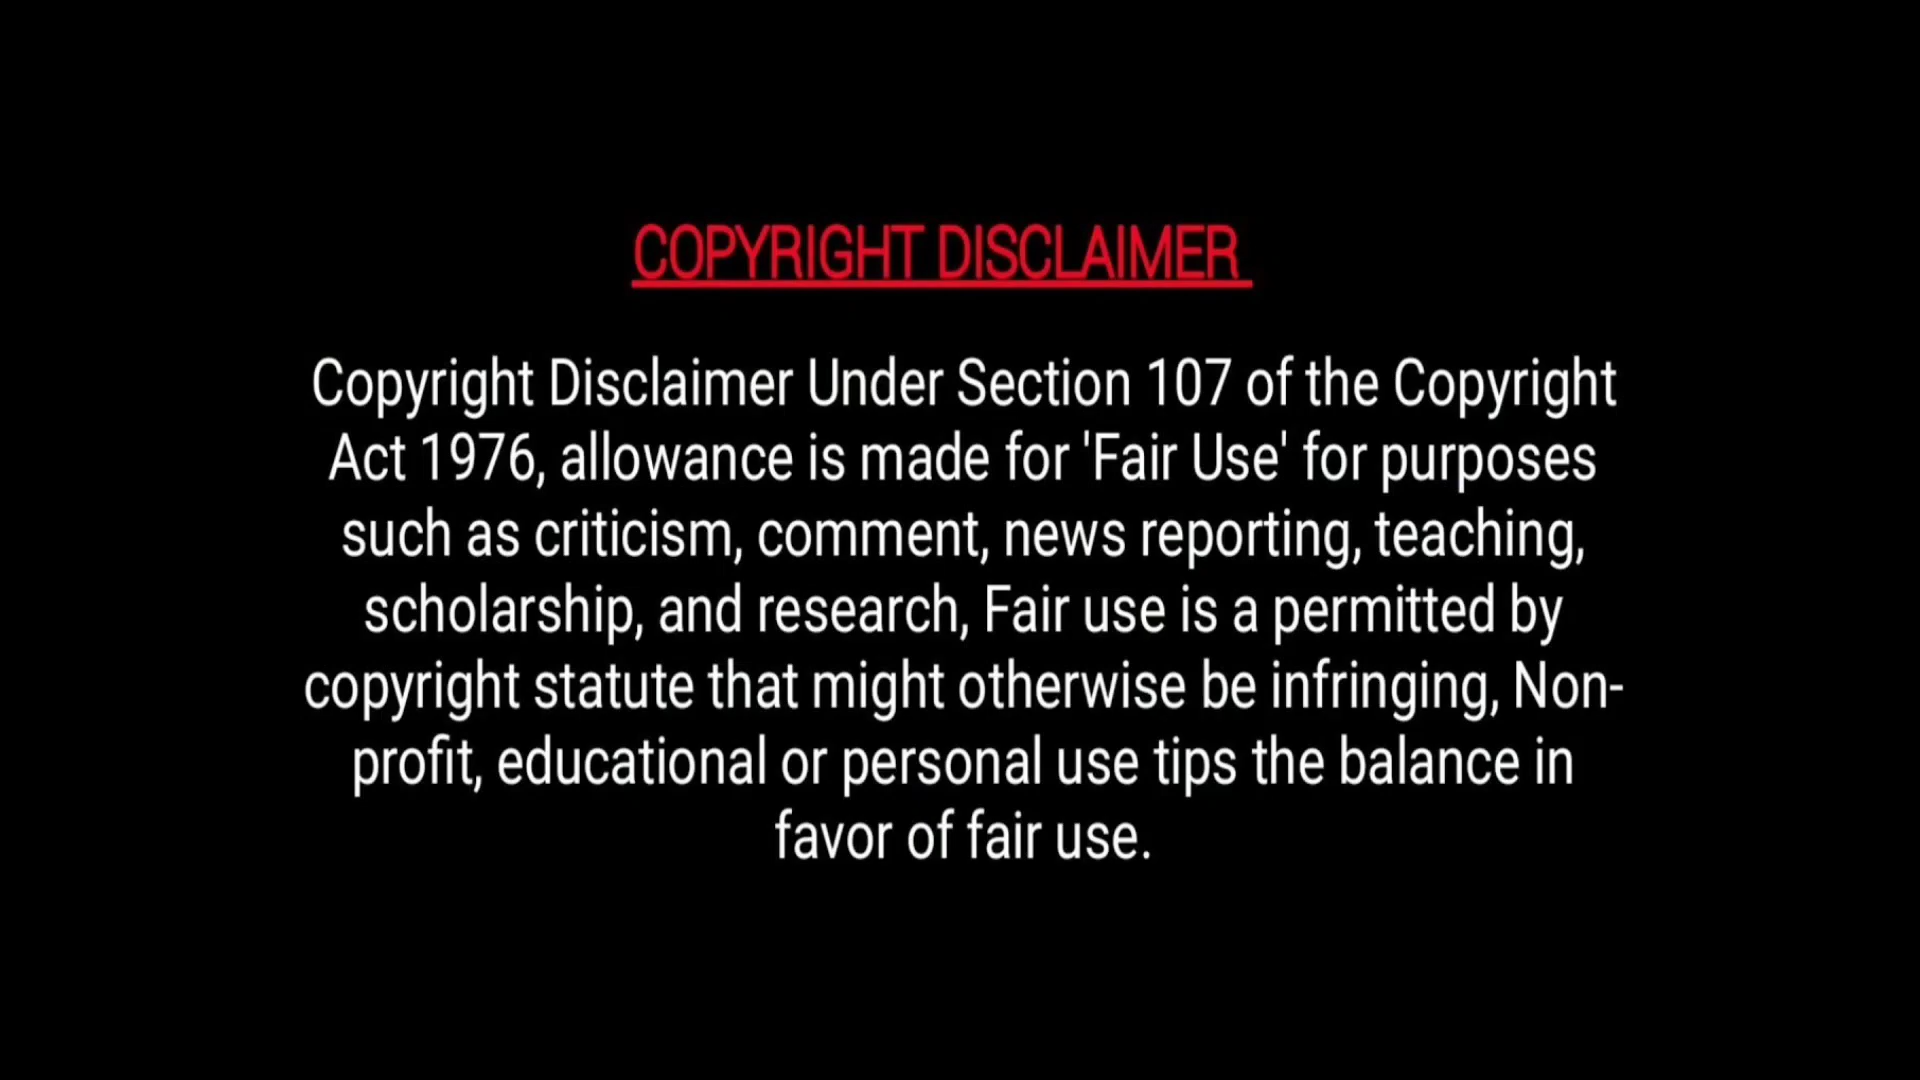 COPYRIGHT DISCLAIMER
Copyright Disclaimer Under Section 107 of the Copyright
Act 1976, allowance is made for 'Fair Use' for purposes
such as criticism, comment, news reporting, teaching,
scholarship, and research, Fair use is a permitted by
copyright statute that might otherwise be infringing, Non-
profit, educational or personal use tips the balance in
favor of fair use.